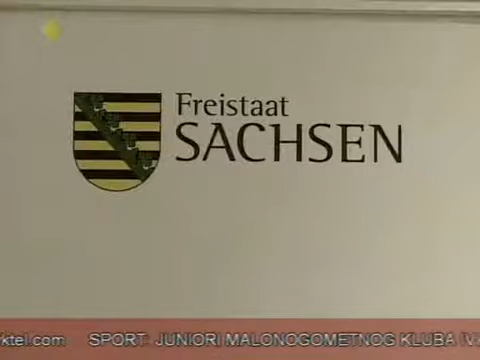 Freistaat
SACHSEN
ktel.com SPORT: JUNIORI MALONOGOMETNOG KLUBA